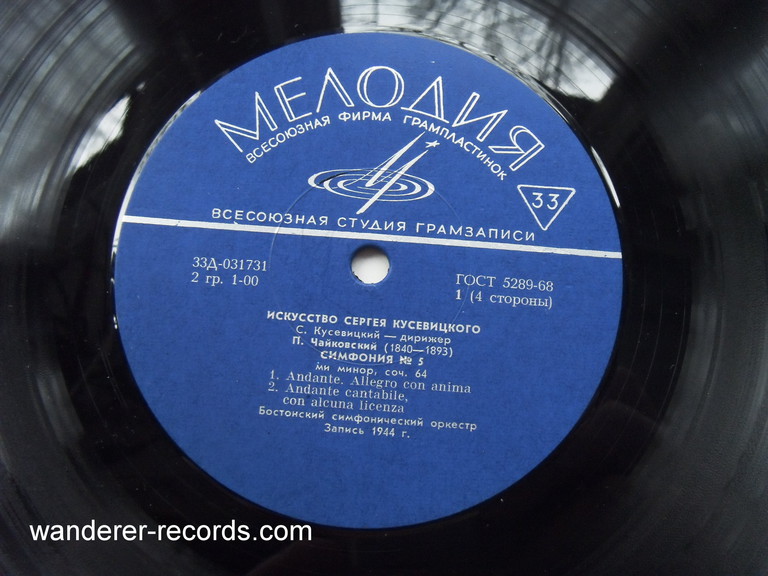 МЕЛОДИЯ
ВСЕСОЮЗНАЯ ФИРМА ГРАМПЛАСТИНОК
33
ВСЕСОЮЗНАЯ СТУДИЯ ГРАМЗАПИСИ
33Д-031731
2 гр. 1-00
ГОСТ 5289-68
1 (4 стороны)
ИСКУССТВО СЕРГЕЯ КУСЕВИЦКОГО
С. Кусевицкий — дирижер
П. Чайковский (1840—1893)
СИМФОНИЯ № 5
ми минор, соч. 64
1. Andante. Allegro con anima
2. Andante cantabile,
con alcuna licenza
Бостонский симфонический оркестр
Запись 1944 г.
wanderer-records.com